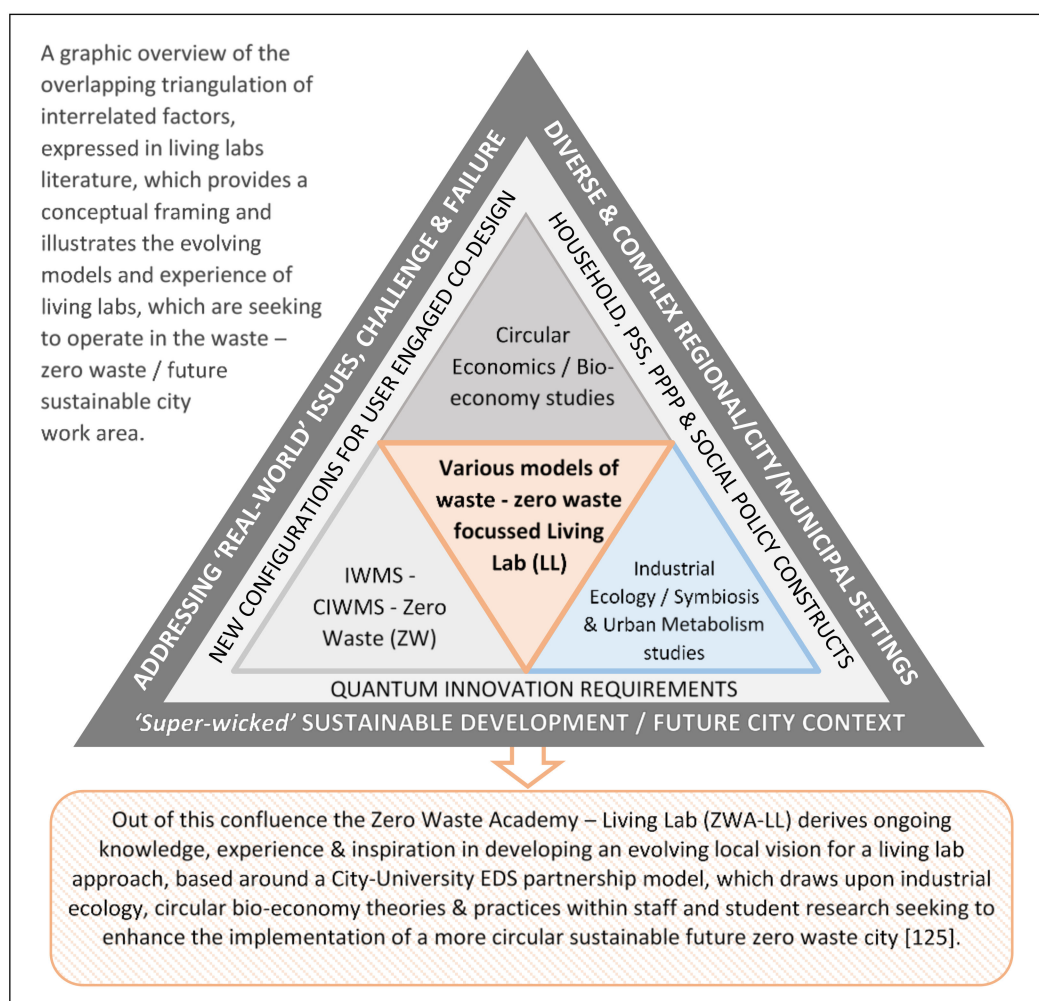 A graphic overview of the
overlapping triangulation of
interrelated factors,
expressed in living labs
literature, which provides a
conceptual framing and
illustrates the evolving
models and experience of
living labs, which are seeking
to operate in the waste –
zero waste / future
sustainable city
work area.
ADDRESSING ‘REAL-WORLD’ ISSUES, CHALLENGE & FAILURE
DIVERSE & COMPLEX REGIONAL/CITY/MUNICIPAL SETTINGS
NEW CONFIGURATIONS FOR USER ENGAGED CO-DESIGN
HOUSEHOLD, PSS, PPPP & SOCIAL POLICY CONSTRUCTS
Circular
Economics / Bio-
economy studies
Various models of
waste - zero waste
focussed Living
Lab (LL)
IWMS -
CIWMS - Zero
Waste (ZW)
Industrial
Ecology / Symbiosis
& Urban Metabolism
studies
QUANTUM INNOVATION REQUIREMENTS
‘Super-wicked’ SUSTAINABLE DEVELOPMENT / FUTURE CITY CONTEXT
Out of this confluence the Zero Waste Academy – Living Lab (ZWA-LL) derives ongoing
knowledge, experience & inspiration in developing an evolving local vision for a living lab
approach, based around a City-University EDS partnership model, which draws upon industrial
ecology, circular bio-economy theories & practices within staff and student research seeking to
enhance the implementation of a more circular sustainable future zero waste city [125].